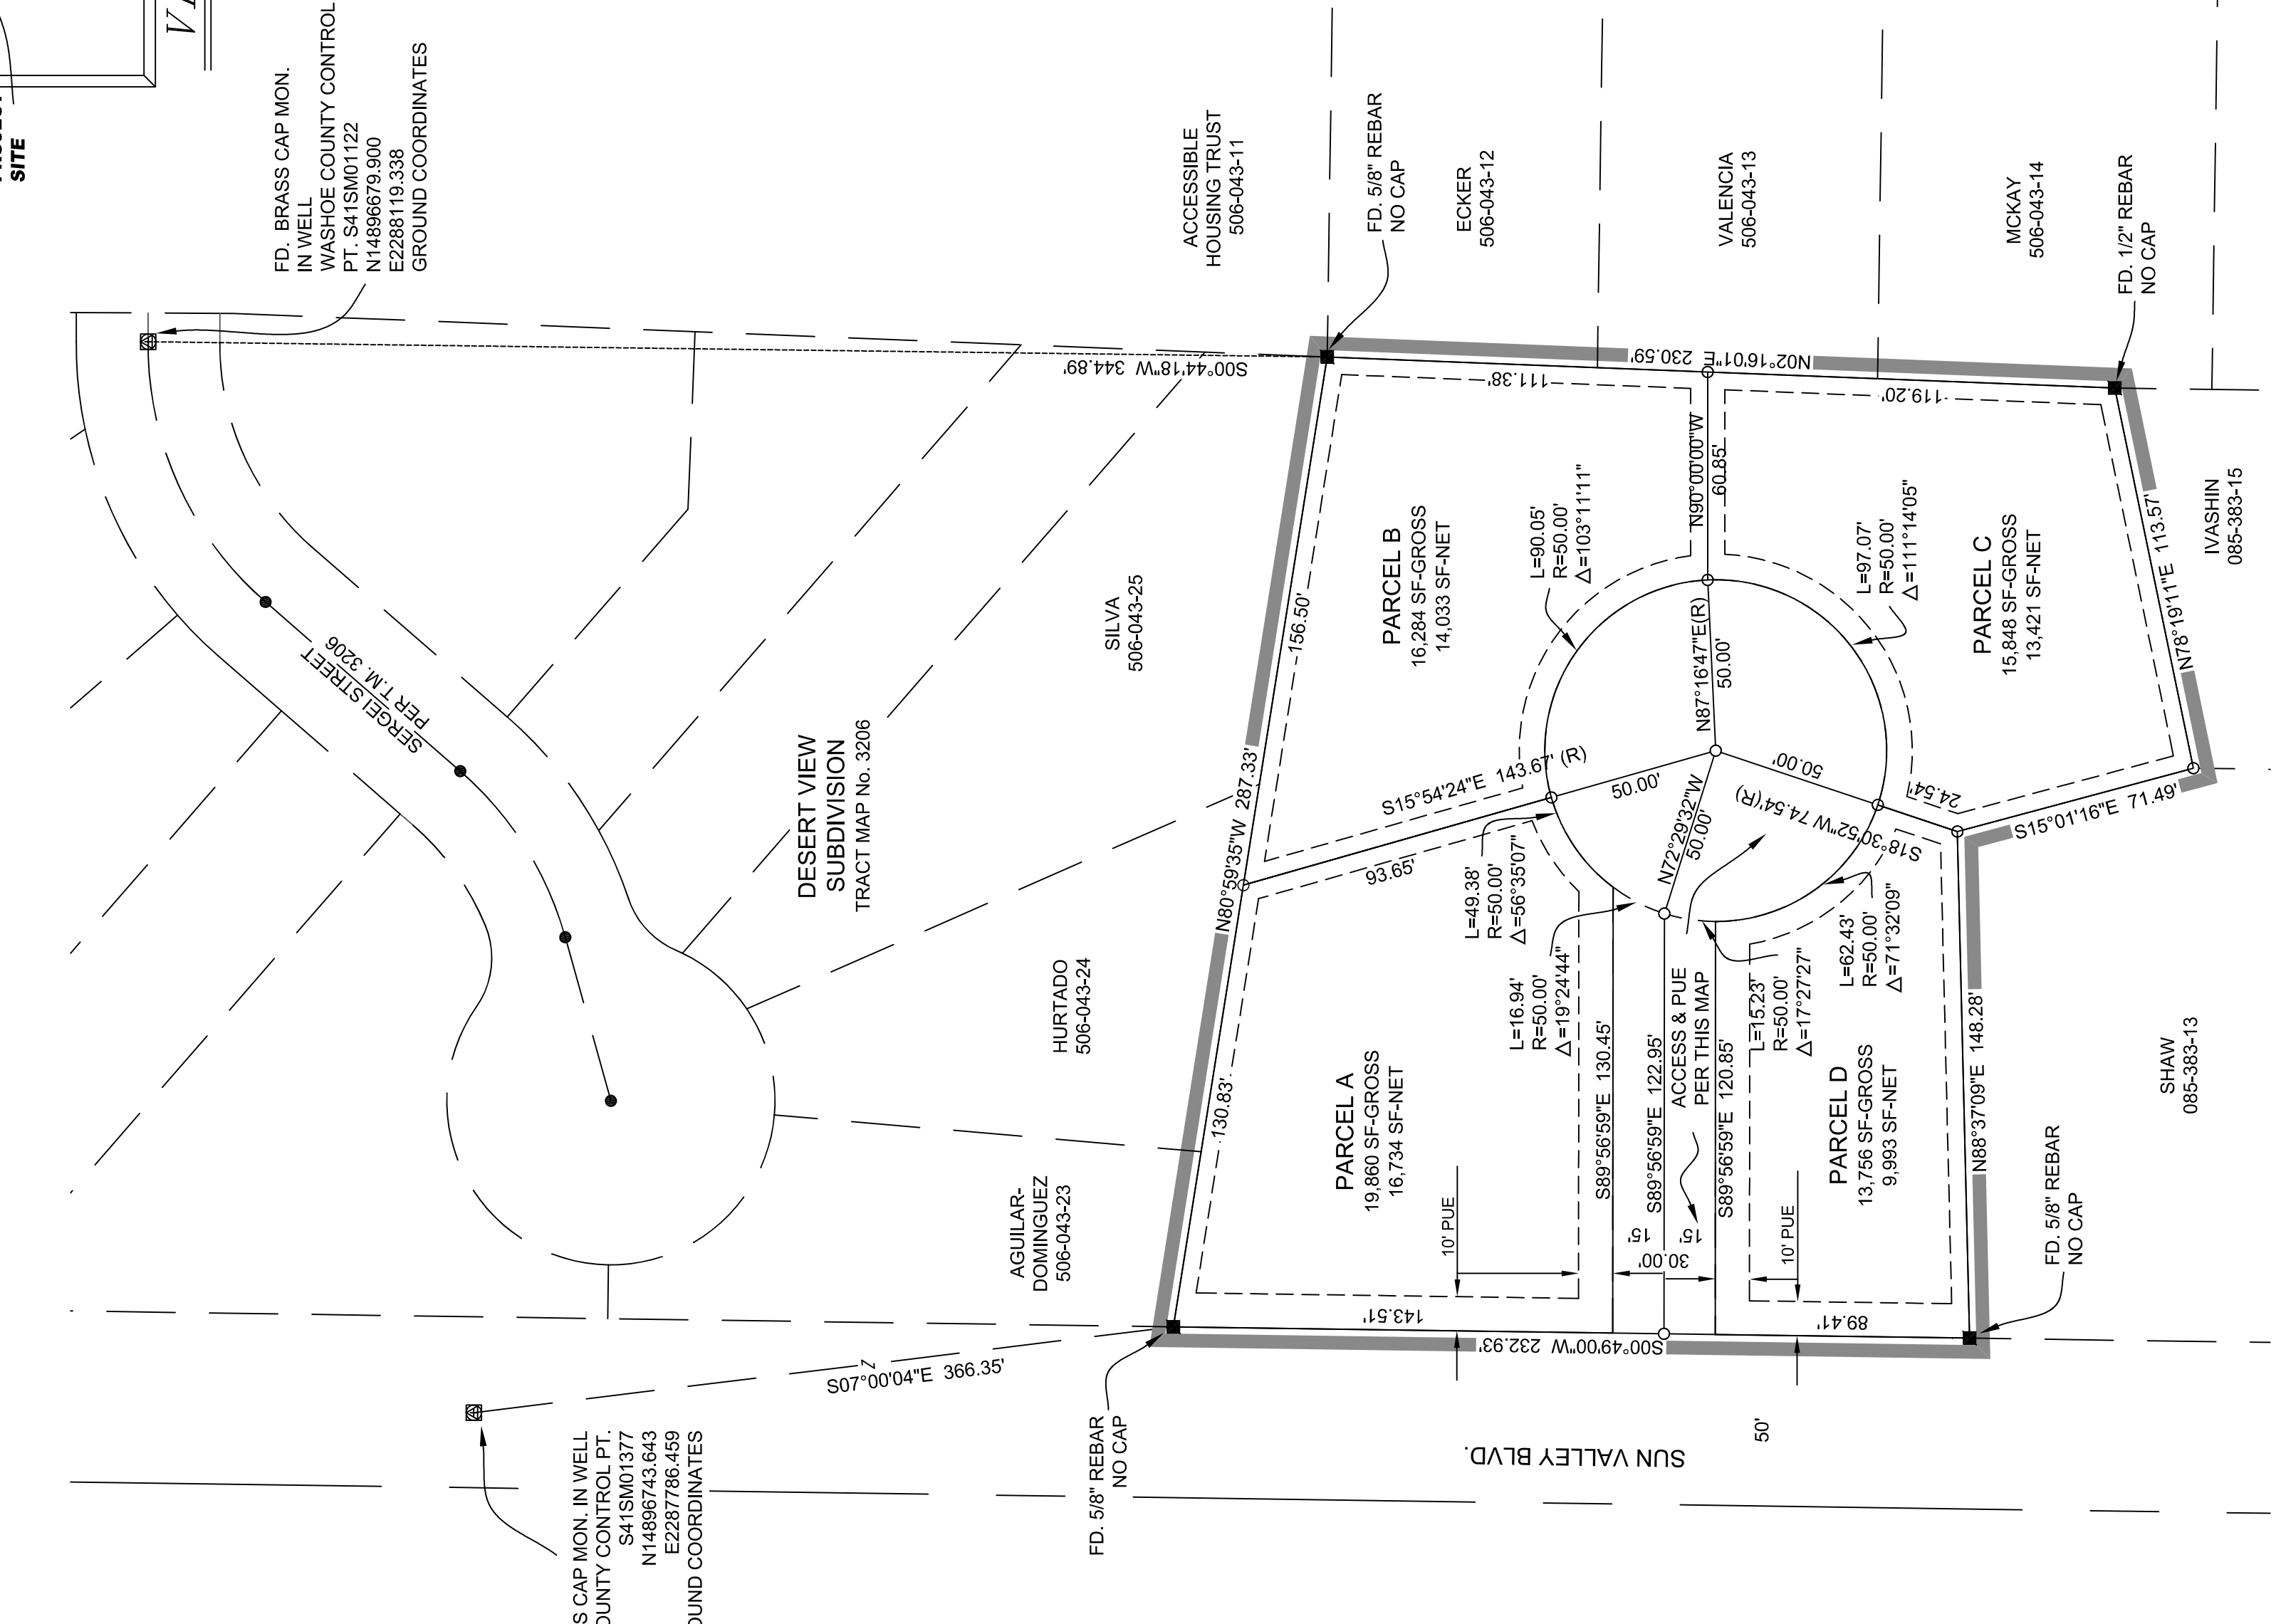 SITE
FD. BRASS CAP MON.
IN WELL
WASHOE COUNTY CONTROL
PT. S41SM01122
N14896679.900
E2288119.338
GROUND COORDINATES
SERGEI STREET
PER T.M. 3206
DESERT VIEW
SUBDIVISION
TRACT MAP No. 3206
ACCESSIBLE
HOUSING TRUST
506-043-11
FD. 5/8" REBAR
NO CAP
ECKER
506-043-12
VALENCIA
506-043-13
MCKAY
506-043-14
FD. 1/2" REBAR
NO CAP
SILVA
506-043-25
HURTADO
506-043-24
AGUILAR-
DOMINGUEZ
506-043-23
S00°44'18"W 344.89'
N02°16'01"E 230.59'
111.38'
119.20'
N80°59'35"W 287.33'
156.50'
130.83'
PARCEL B
16,284 SF-GROSS
14,033 SF-NET
L=90.05'
R=50.00'
Δ=103°11'11"
N90°00'00"W
60.85'
L=97.07'
R=50.00'
Δ=111°14'05"
PARCEL C
15,848 SF-GROSS
13,421 SF-NET
N78°19'11"E 113.57'
IVASHIN
085-383-15
N87°16'47"E(R)
50.00'
S15°54'24"E 143.67' (R)
50.00'
93.65'
N72°29'32"W
50.00'
50.00'
S18°30'52"W 74.54'(R)
24.54'
S15°01'16"E 71.49'
L=49.38'
R=50.00'
Δ=56°35'07"
L=16.94'
R=50.00'
Δ=19°24'44"
L=15.23'
R=50.00'
Δ=17°27'27"
L=62.43'
R=50.00'
Δ=71°32'09"
ACCESS & PUE
PER THIS MAP
PARCEL A
19,860 SF-GROSS
16,734 SF-NET
S89°56'59"E 130.45'
S89°56'59"E 122.95'
S89°56'59"E 120.85'
PARCEL D
13,756 SF-GROSS
9,993 SF-NET
N88°37'09"E 148.28'
SHAW
085-383-13
10' PUE
10' PUE
15'
15'
30.00'
143.51'
89.41'
S00°49'00"W 232.93'
FD. 5/8" REBAR
NO CAP
FD. 5/8" REBAR
NO CAP
S07°00'04"E 366.35'
Z
SUN VALLEY BLVD.
50'
S CAP MON. IN WELL
OUNTY CONTROL PT.
S41SM01377
N14896743.643
E2287786.459
OUND COORDINATES